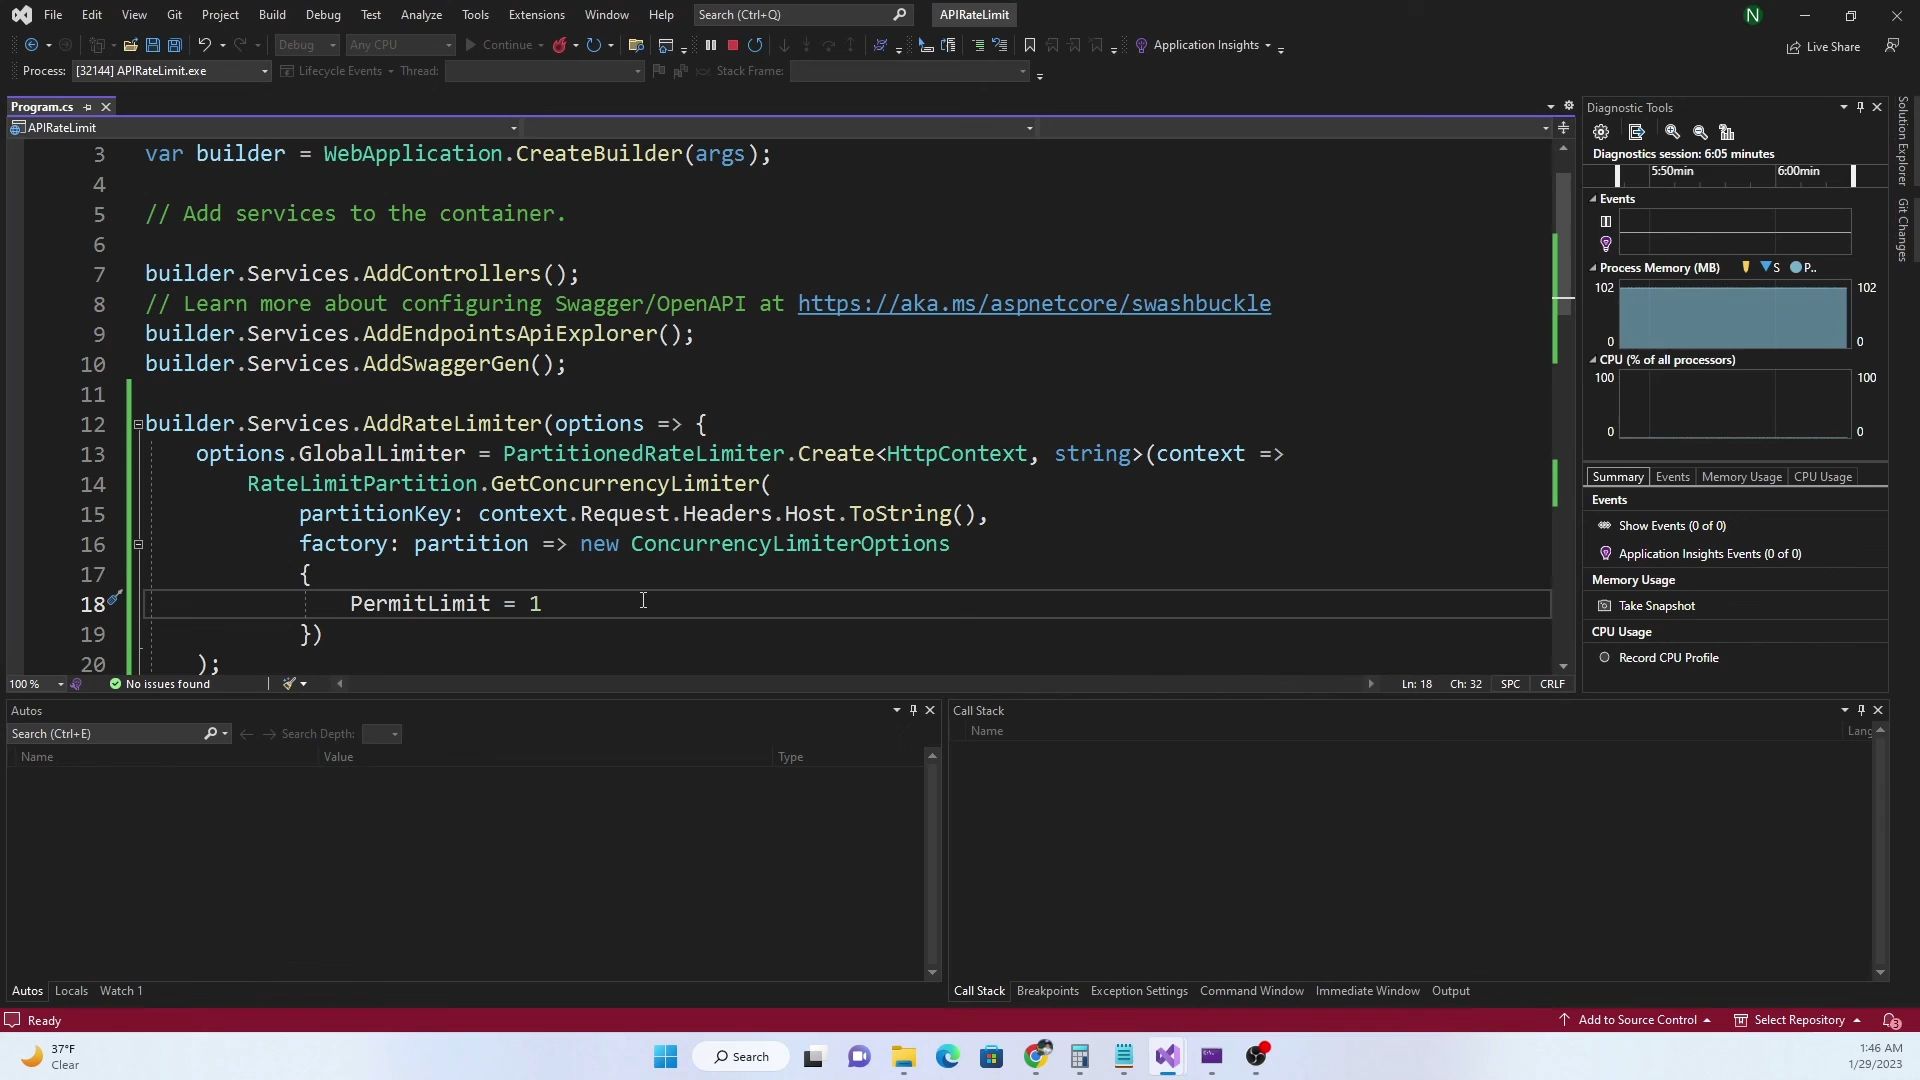 File Edit View Git Project Build Debug Test Analyze Tools Extensions Window Help Search (Ctrl+Q) APIRateLimit N
Debug Any CPU Continue Application Insights Live Share
Process: [32144] APIRateLimit.exe Lifecycle Events Thread: Stack Frame:
Program.cs
APIRateLimit
3 var builder = WebApplication.CreateBuilder(args);
4
5 // Add services to the container.
6
7 builder.Services.AddControllers();
8 // Learn more about configuring Swagger/OpenAPI at https://aka.ms/aspnetcore/swashbuckle
9 builder.Services.AddEndpointsApiExplorer();
10 builder.Services.AddSwaggerGen();
11
12 builder.Services.AddRateLimiter(options => {
13 options.GlobalLimiter = PartitionedRateLimiter.Create<HttpContext, string>(context =>
14 RateLimitPartition.GetConcurrencyLimiter(
15 partitionKey: context.Request.Headers.Host.ToString(),
16 factory: partition => new ConcurrencyLimiterOptions
17 {
18 PermitLimit = 1
19 })
20 );
100 % No issues found Ln: 18 Ch: 32 SPC CRLF
Diagnostic Tools
Diagnostics session: 6:05 minutes
5:50min 6:00min
Events
Process Memory (MB) S P..
102 102
0 0
CPU (% of all processors)
100 100
0 0
Summary Events Memory Usage CPU Usage
Events
Show Events (0 of 0)
Application Insights Events (0 of 0)
Memory Usage
Take Snapshot
CPU Usage
Record CPU Profile
Solution Explorer
Git Changes
Autos
Search (Ctrl+E) Search Depth:
Name Value Type
Autos Locals Watch 1
Call Stack
Name Lang
Call Stack Breakpoints Exception Settings Command Window Immediate Window Output
Ready Add to Source Control Select Repository 3
37°F
Clear
Search
1:46 AM
1/29/2023